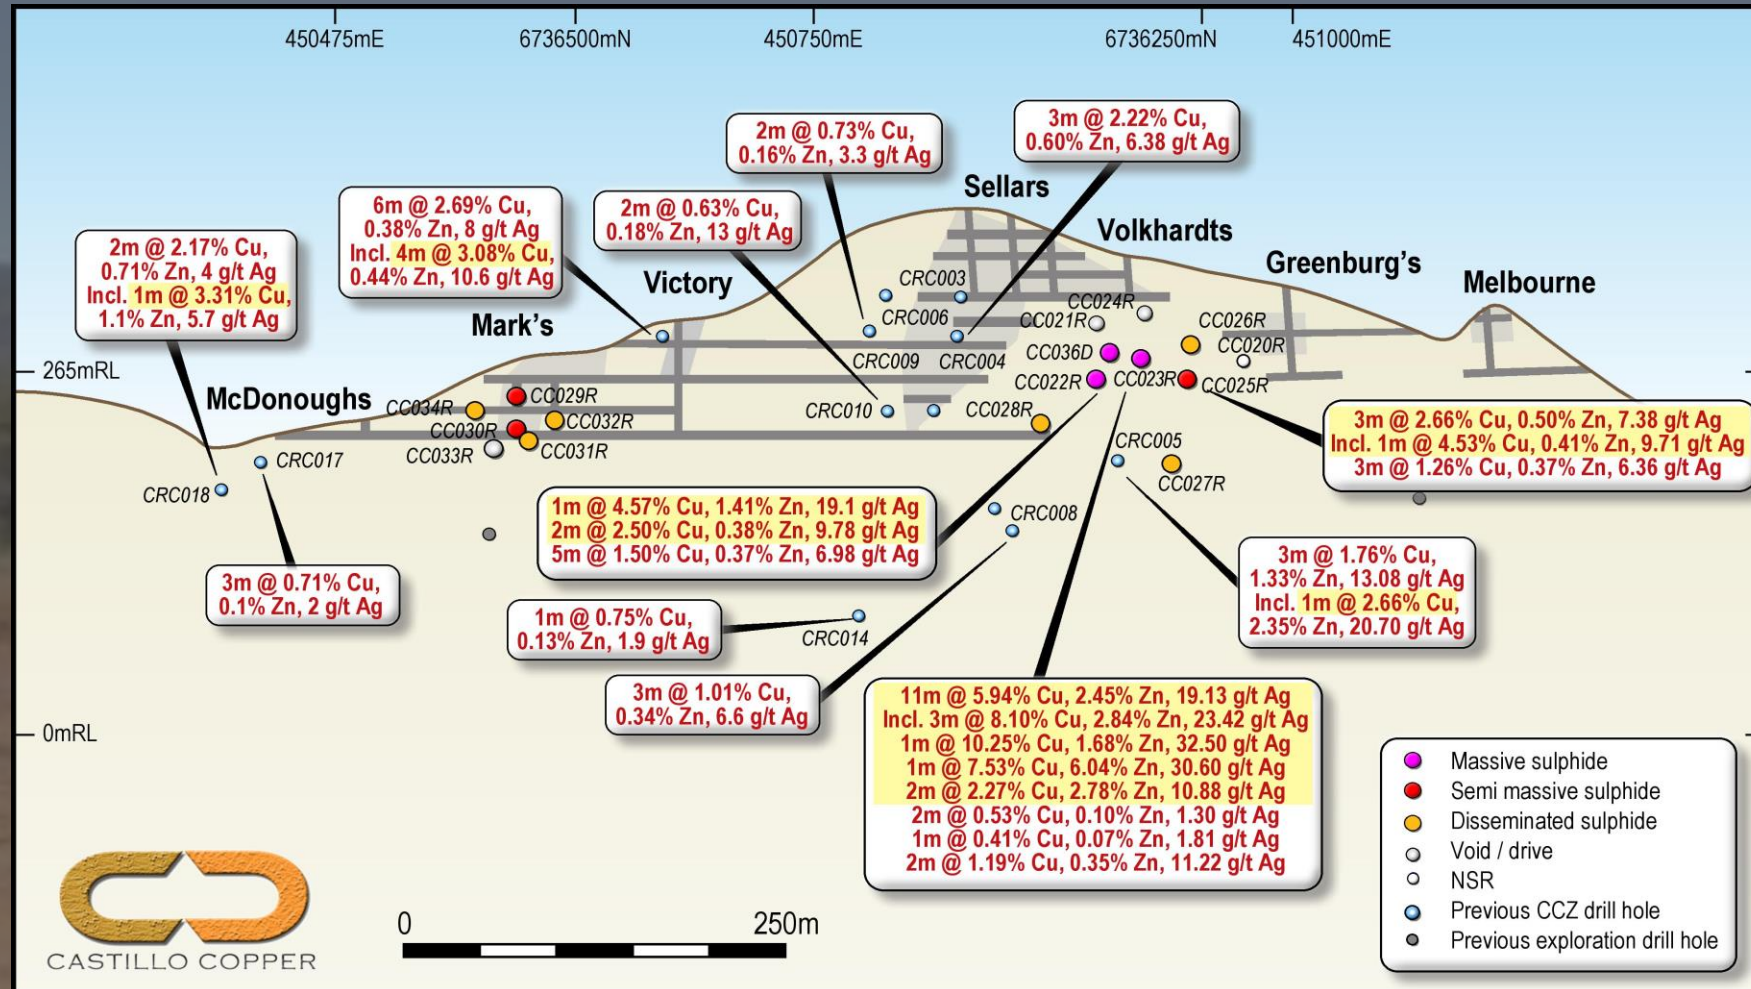 450475mE
6736500mN
450750mE
6736250mN
451000mE
2m @ 0.73% Cu,
0.16% Zn, 3.3 g/t Ag
3m @ 2.22% Cu,
0.60% Zn, 6.38 g/t Ag
Sellars
6m @ 2.69% Cu,
0.38% Zn, 8 g/t Ag
Incl. 4m @ 3.08% Cu,
0.44% Zn, 10.6 g/t Ag
2m @ 0.63% Cu,
0.18% Zn, 13 g/t Ag
Volkhardts
2m @ 2.17% Cu,
0.71% Zn, 4 g/t Ag
Incl. 1m @ 3.31% Cu,
1.1% Zn, 5.7 g/t Ag
Victory
Greenburg's
Melbourne
Mark's
CRC003
CC024R
CRC006
CC021R
CC026R
CRC009
CRC004
CC036D
CC020R
265mRL
CC022R
CC023R
CC025R
McDonoughs
CC029R
CC034R
CRC010
CC028R
CC032R
CC030R
CC033R
CC031R
CRC005
CC027R
3m @ 2.66% Cu, 0.50% Zn, 7.38 g/t Ag
Incl. 1m @ 4.53% Cu, 0.41% Zn, 9.71 g/t Ag
3m @ 1.26% Cu, 0.37% Zn, 6.36 g/t Ag
CRC017
CRC018
1m @ 4.57% Cu, 1.41% Zn, 19.1 g/t Ag
2m @ 2.50% Cu, 0.38% Zn, 9.78 g/t Ag
5m @ 1.50% Cu, 0.37% Zn, 6.98 g/t Ag
CRC008
3m @ 1.76% Cu,
1.33% Zn, 13.08 g/t Ag
Incl. 1m @ 2.66% Cu,
2.35% Zn, 20.70 g/t Ag
3m @ 0.71% Cu,
0.1% Zn, 2 g/t Ag
1m @ 0.75% Cu,
0.13% Zn, 1.9 g/t Ag
CRC014
3m @ 1.01% Cu,
0.34% Zn, 6.6 g/t Ag
11m @ 5.94% Cu, 2.45% Zn, 19.13 g/t Ag
Incl. 3m @ 8.10% Cu, 2.84% Zn, 23.42 g/t Ag
1m @ 10.25% Cu, 1.68% Zn, 32.50 g/t Ag
1m @ 7.53% Cu, 6.04% Zn, 30.60 g/t Ag
2m @ 2.27% Cu, 2.78% Zn, 10.88 g/t Ag
2m @ 0.53% Cu, 0.10% Zn, 1.30 g/t Ag
1m @ 0.41% Cu, 0.07% Zn, 1.81 g/t Ag
2m @ 1.19% Cu, 0.35% Zn, 11.22 g/t Ag
0mRL
Massive sulphide
Semi massive sulphide
Disseminated sulphide
Void / drive
NSR
Previous CCZ drill hole
Previous exploration drill hole
0
250m
CASTILLO COPPER